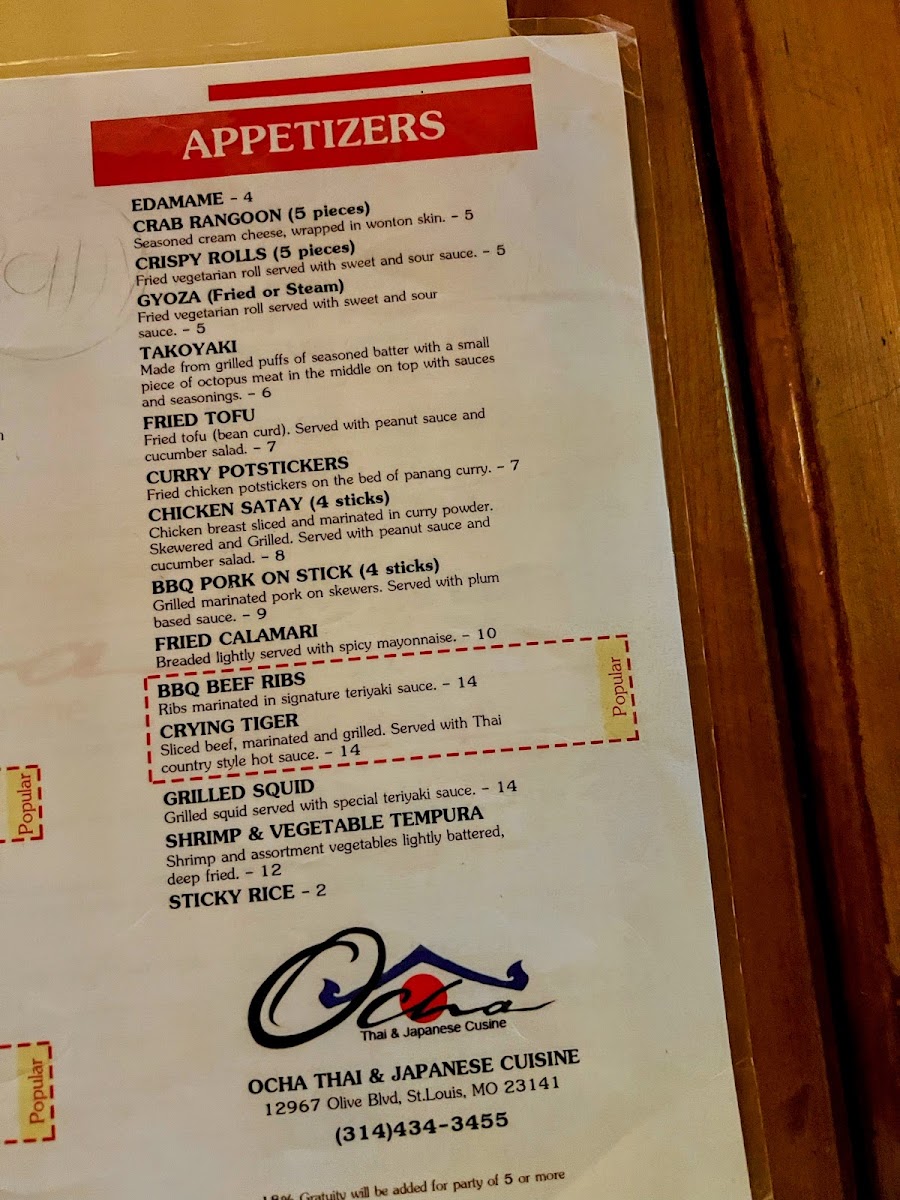 APPETIZERS
EDAMAME - 4
CRAB RANGOON (5 pieces)
Seasoned cream cheese, wrapped in wonton skin. - 5
CRISPY ROLLS (5 pieces)
Fried vegetarian roll served with sweet and sour sauce. - 5
GYOZA (Fried or Steam)
Fried vegetarian roll served with sweet and sour
sauce. - 5
TAKOYAKI
Made from grilled puffs of seasoned batter with a small
piece of octopus meat in the middle on top with sauces
and seasonings. - 6
FRIED TOFU
Fried tofu (bean curd). Served with peanut sauce and
cucumber salad. - 7
CURRY POTSTICKERS
Fried chicken potstickers on the bed of panang curry. - 7
CHICKEN SATAY (4 sticks)
Chicken breast sliced and marinated in curry powder.
Skewered and Grilled. Served with peanut sauce and
cucumber salad. - 8
BBQ PORK ON STICK (4 sticks)
Grilled marinated pork on skewers. Served with plum
based sauce. - 9
FRIED CALAMARI
Breaded lightly served with spicy mayonnaise. - 10
BBQ BEEF RIBS
Ribs marinated in signature teriyaki sauce. - 14
CRYING TIGER
Sliced beef, marinated and grilled. Served with Thai
country style hot sauce. - 14
Popular
GRILLED SQUID
Grilled squid served with special teriyaki sauce. - 14
SHRIMP & VEGETABLE TEMPURA
Shrimp and assortment vegetables lightly battered,
deep fried. - 12
STICKY RICE - 2
Popular
Popular
Ocha
Thai & Japanese Cusine
OCHA THAI & JAPANESE CUISINE
12967 Olive Blvd, St.Louis, MO 23141
(314)434-3455
18% Gratuity will be added for party of 5 or more